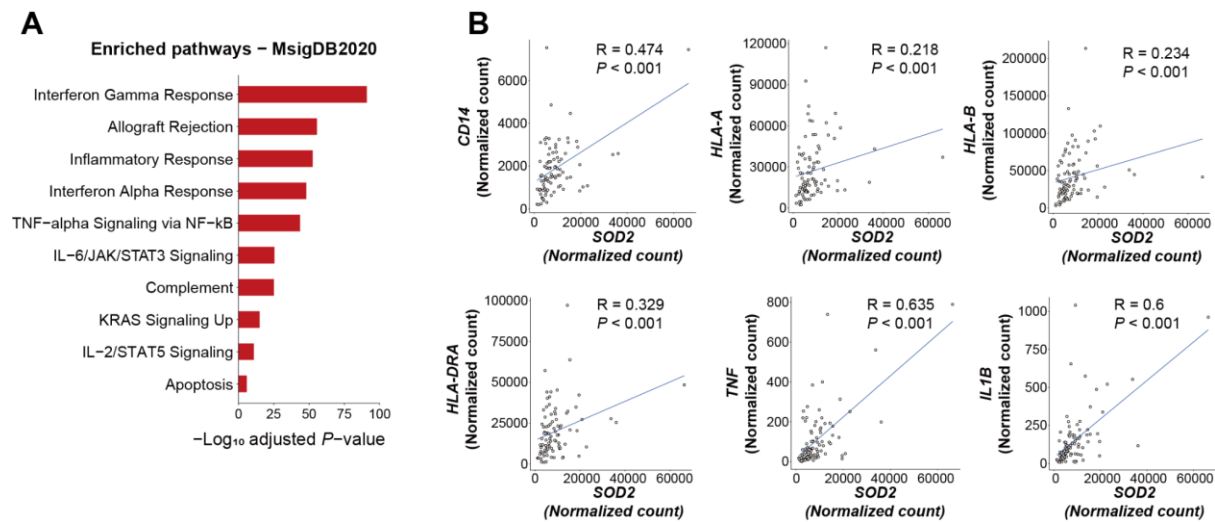 A
Enriched pathways – MsigDB2020
Interferon Gamma Response
Allograft Rejection
Inflammatory Response
Interferon Alpha Response
TNF−alpha Signaling via NF−kB
IL−6/JAK/STAT3 Signaling
Complement
KRAS Signaling Up
IL−2/STAT5 Signaling
Apoptosis
0 25 50 75 100
−Log₁₀ adjusted P−value
B
R = 0.474
P < 0.001
CD14
(Normalized count)
6000
4000
2000
0
0 20000 40000 60000
SOD2
(Normalized count)
R = 0.218
P < 0.001
HLA-A
(Normalized count)
120000
90000
60000
30000
0
0 20000 40000 60000
SOD2
(Normalized count)
R = 0.234
P < 0.001
HLA-B
(Normalized count)
200000
150000
100000
50000
0
0 20000 40000 60000
SOD2
(Normalized count)
R = 0.329
P < 0.001
HLA-DRA
(Normalized count)
100000
75000
50000
25000
0
0 20000 40000 60000
SOD2
(Normalized count)
R = 0.635
P < 0.001
TNF
(Normalized count)
800
600
400
200
0
0 20000 40000 60000
SOD2
(Normalized count)
R = 0.6
P < 0.001
IL1B
(Normalized count)
1000
750
500
250
0
0 20000 40000 60000
SOD2
(Normalized count)